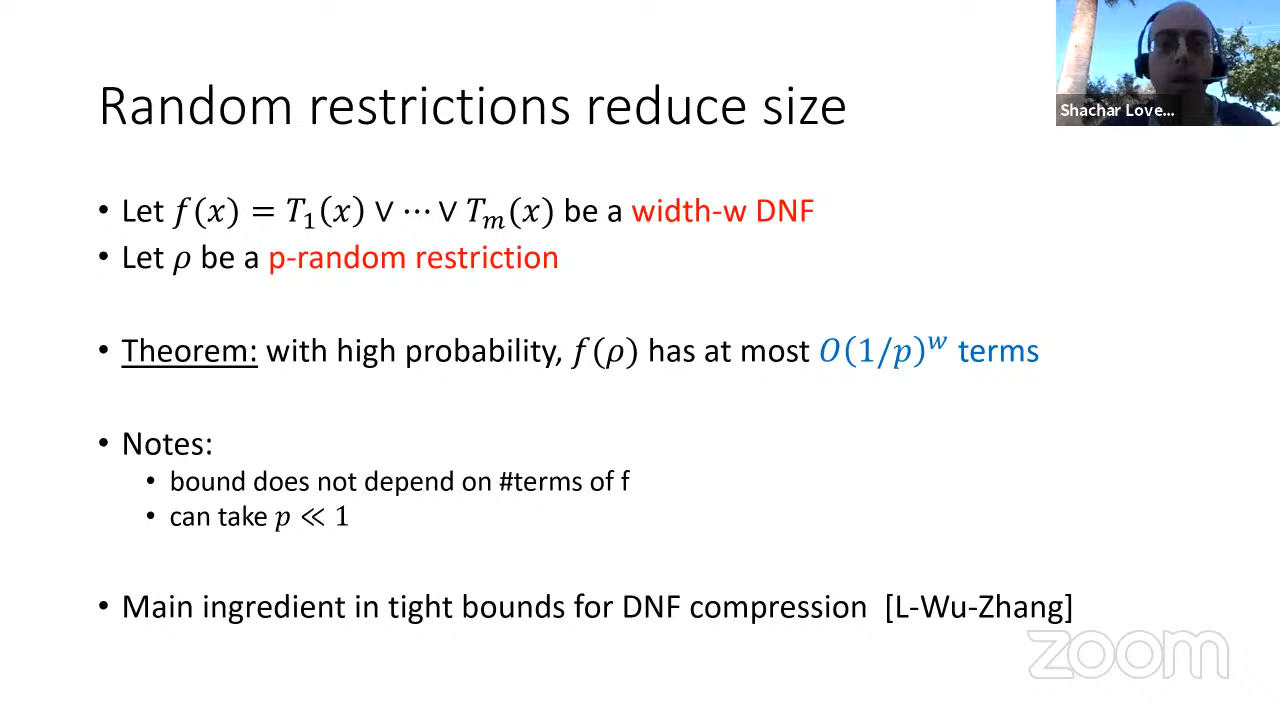 Random restrictions reduce size
Shachar Love...
• Let f(x) = T₁(x) ∨ ⋯ ∨ Tₘ(x) be a width-w DNF
• Let ρ be a p-random restriction
• Theorem: with high probability, f(ρ) has at most O(1/p)ʷ terms
• Notes:
• bound does not depend on #terms of f
• can take p ≪ 1
• Main ingredient in tight bounds for DNF compression [L-Wu-Zhang]
zoom